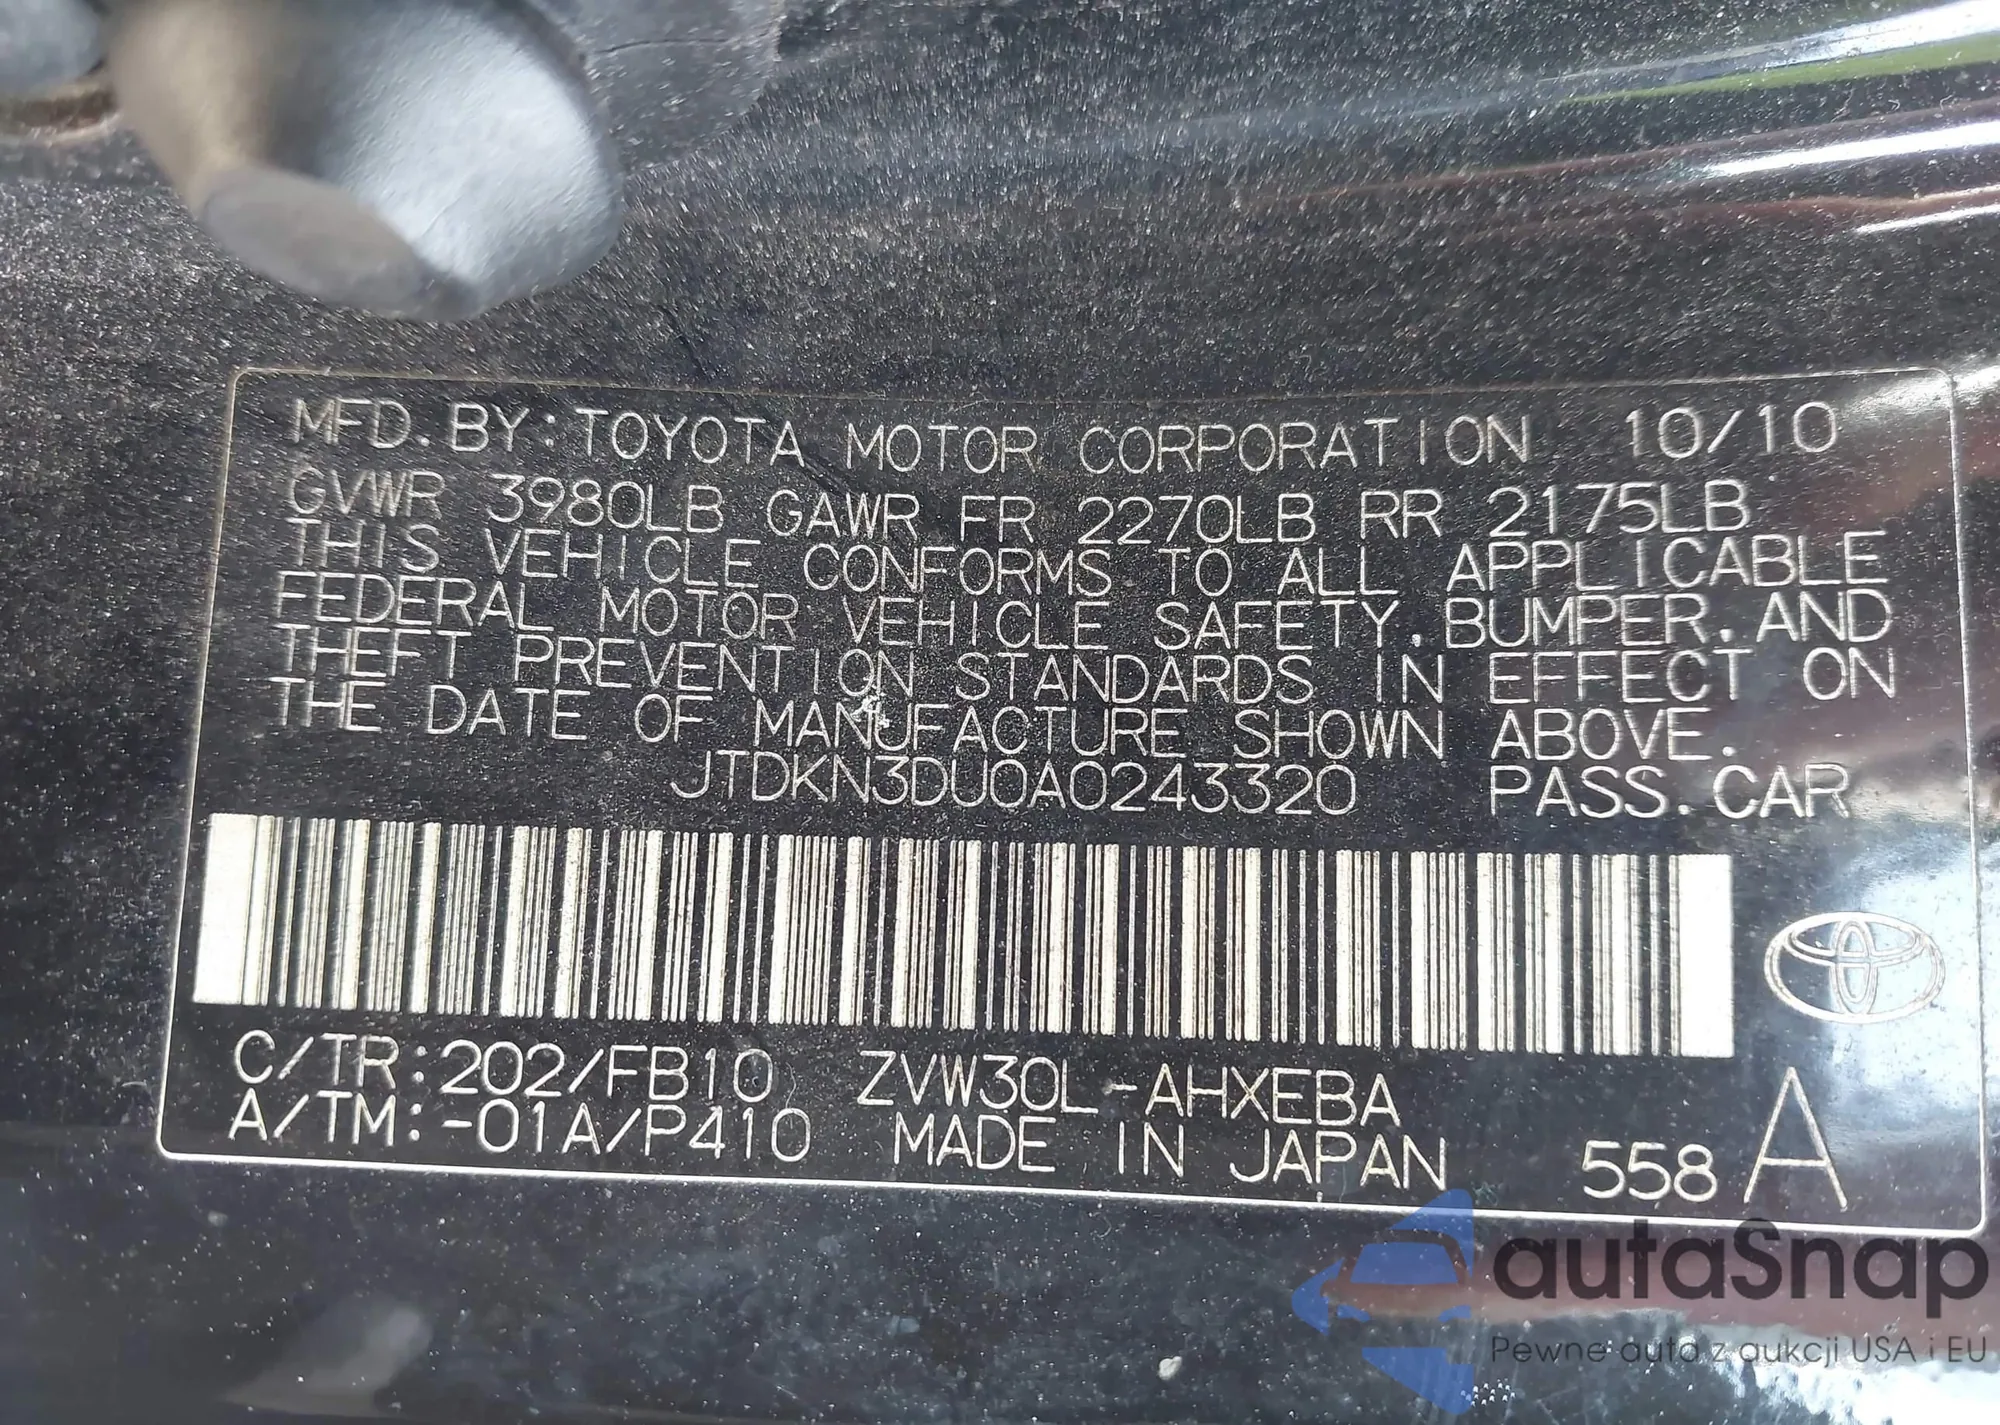 MFD.BY:TOYOTA MOTOR CORPORATION 10/10
GVWR 3980LB GAWR FR 2270LB RR 2175LB
THIS VEHICLE CONFORMS TO ALL APPLICABLE
FEDERAL MOTOR VEHICLE SAFETY,BUMPER,AND
THEFT PREVENTION STANDARDS IN EFFECT ON
THE DATE OF MANUFACTURE SHOWN ABOVE.
JTDKN3DU0A0243320 PASS.CAR
C/TR:202/FB10 ZVW30L-AHXEBA
A/TM:-01A/P410 MADE IN JAPAN 558 A
autaSnap
Pewne auta z aukcji USA i EU